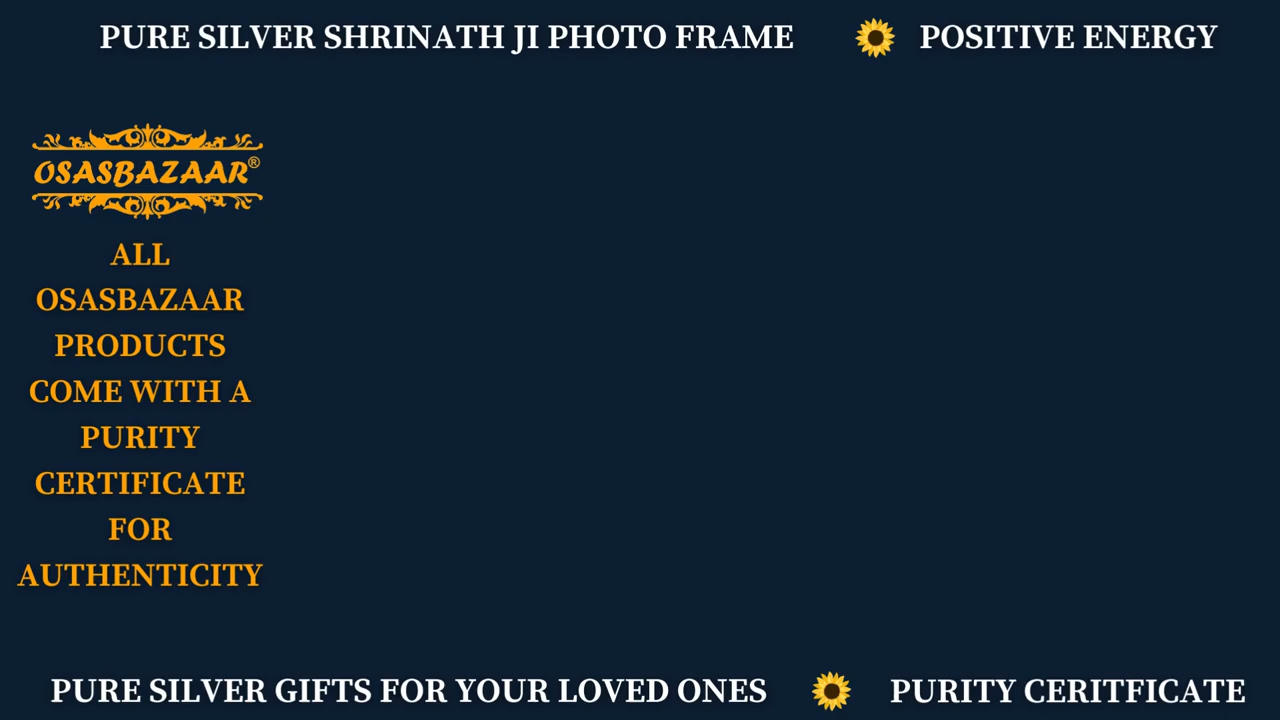 PURE SILVER SHRINATH JI PHOTO FRAME 🌻 POSITIVE ENERGY
OSASBAZAAR®
ALL
OSASBAZAAR
PRODUCTS
COME WITH A
PURITY
CERTIFICATE
FOR
AUTHENTICITY
PURE SILVER GIFTS FOR YOUR LOVED ONES 🌻 PURITY CERITFICATE